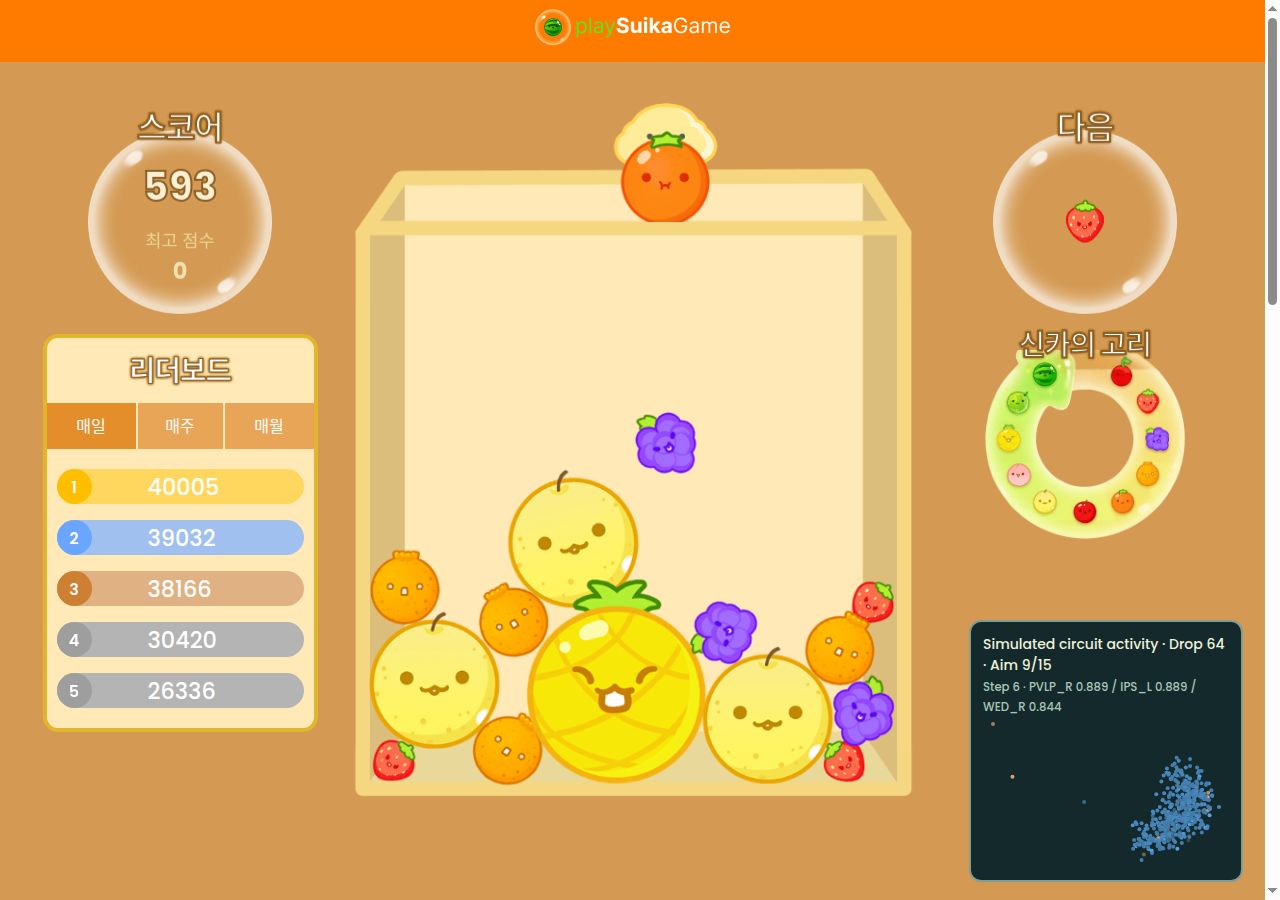 playSuikaGame
스코어
593
최고 점수
0
다음
리더보드
매일 매주 매월
1 40005
2 39032
3 38166
4 30420
5 26336
신카의 고리
Simulated circuit activity · Drop 64
· Aim 9/15
Step 6 · PVLP_R 0.889 / IPS_L 0.889 /
WED_R 0.844